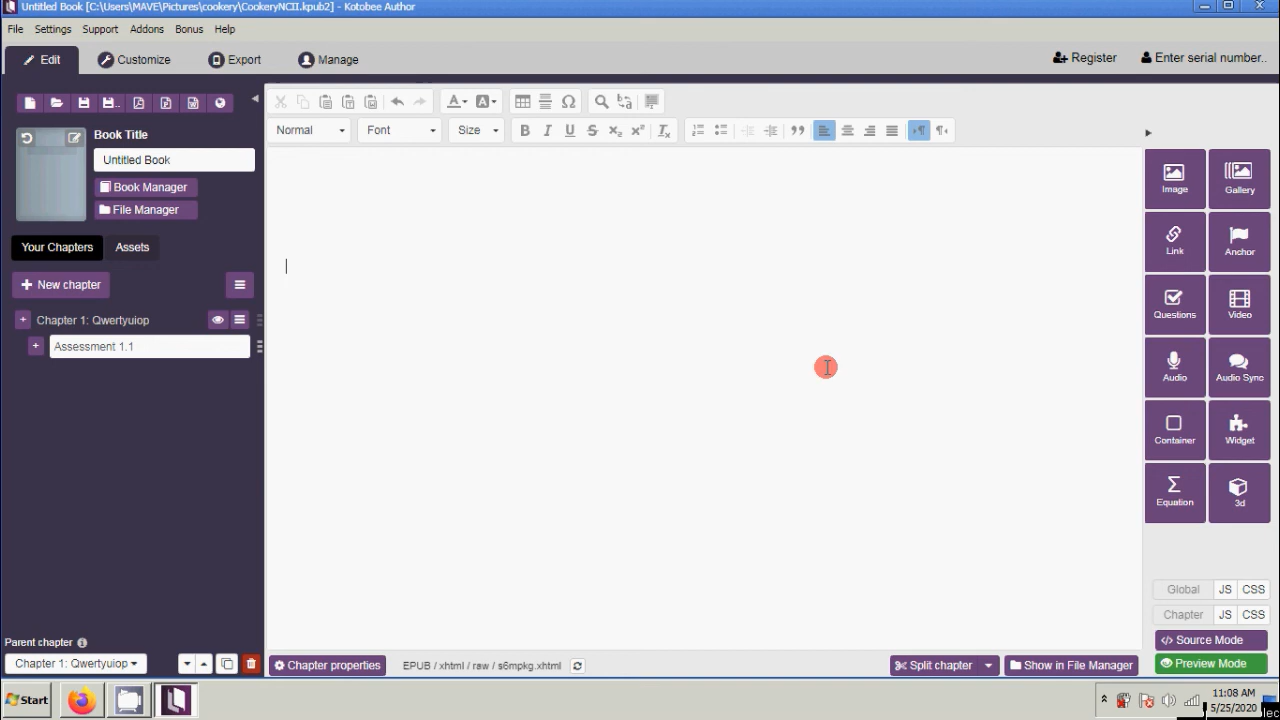 Untitled Book [C:\Users\MAVE\Pictures\cookery\CookeryNCII.kpub2] - Kotobee Author
File Settings Support Addons Bonus Help
Edit Customize Export Manage Register Enter serial number..
Book Title
Untitled Book
Book Manager
File Manager
Your Chapters Assets
New chapter
Chapter 1: Qwertyuiop
Assessment 1.1
Parent chapter
Chapter 1: Qwertyuiop
Normal Font Size B I U S x₂ x² Tx
Image Gallery
Link Anchor
Questions Video
Audio Audio Sync
Container Widget
Σ
Equation 3d
Global JS CSS
Chapter JS CSS
</> Source Mode
Preview Mode
Chapter properties EPUB / xhtml / raw / s6mpkg.xhtml Split chapter Show in File Manager
Start 11:08 AM
5/25/2020